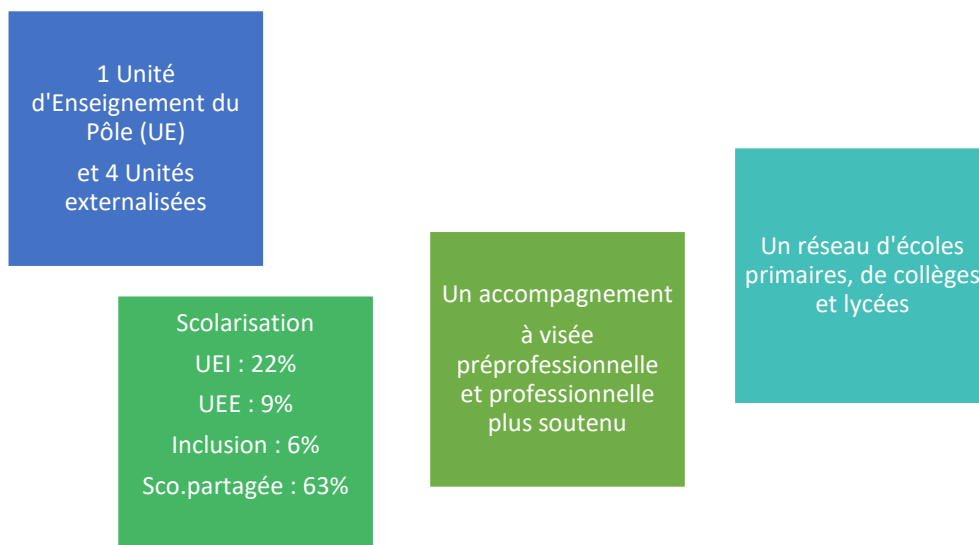 1 Unité
d'Enseignement du
Pôle (UE)
et 4 Unités
externalisées
Scolarisation
UEI : 22%
UEE : 9%
Inclusion : 6%
Sco.partagée : 63%
Un accompagnement
à visée
préprofessionnelle
et professionnelle
plus soutenu
Un réseau d'écoles
primaires, de collèges
et lycées